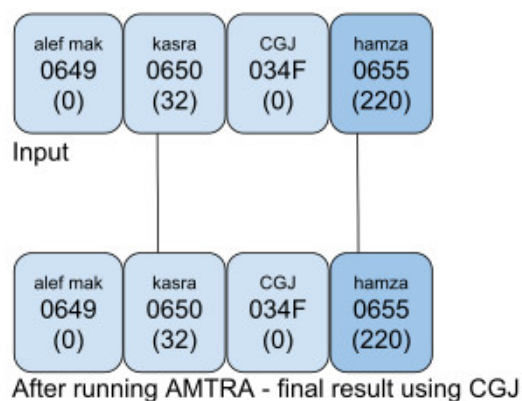 alef mak kasra CGJ hamza
0649 0650 034F 0655
(0) (32) (0) (220)
Input
alef mak kasra CGJ hamza
0649 0650 034F 0655
(0) (32) (0) (220)
After running AMTRA - final result using CGJ